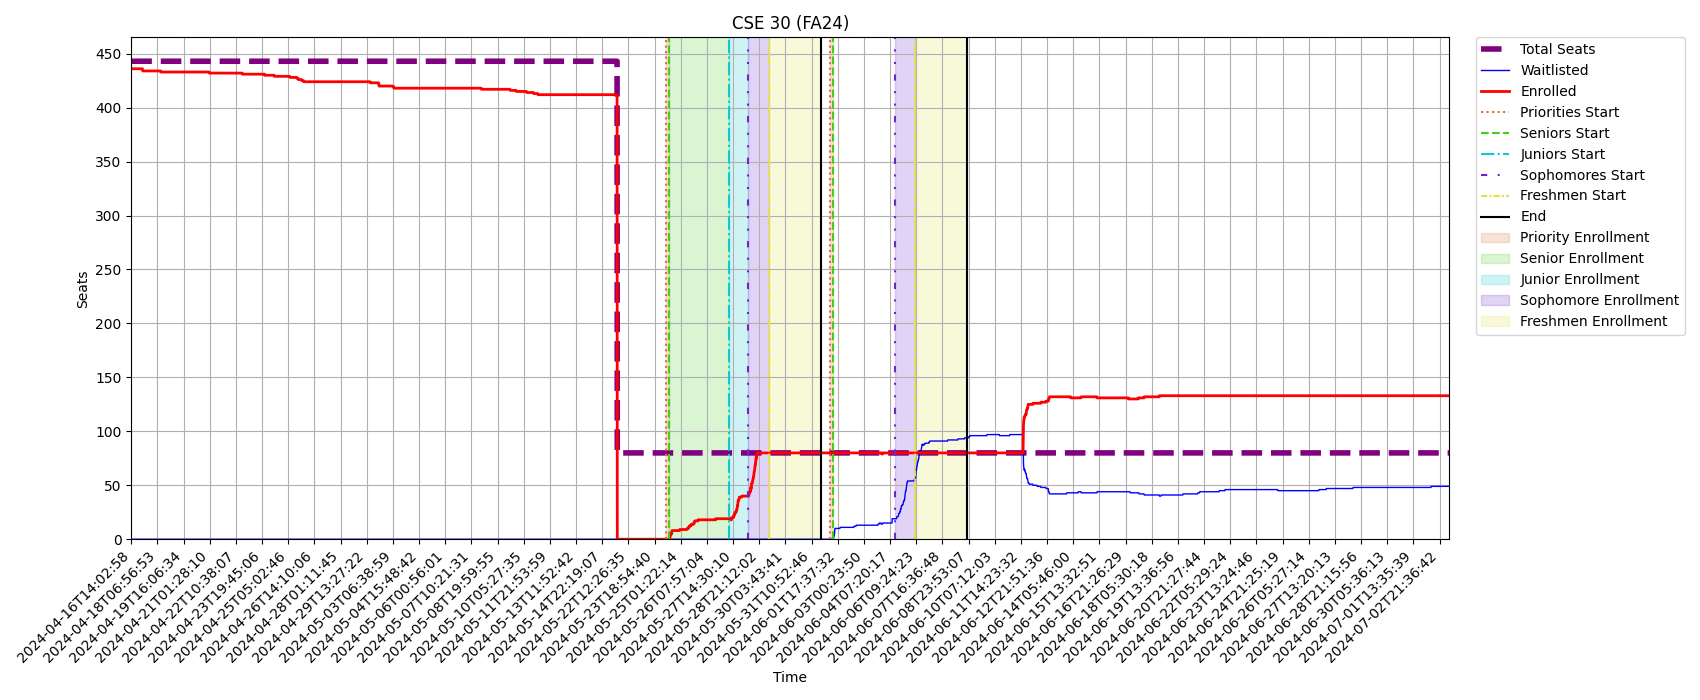 CSE 30 (FA24)
Seats
450
400
350
300
250
200
150
100
50
0
2024-04-16T14:02:58
2024-04-18T06:56:53
2024-04-19T16:06:34
2024-04-21T01:28:10
2024-04-22T10:38:07
2024-04-23T19:45:06
2024-04-25T05:02:46
2024-04-26T14:10:06
2024-04-28T01:11:45
2024-04-29T13:27:22
2024-05-03T06:38:59
2024-05-04T15:48:42
2024-05-06T00:56:01
2024-05-07T10:21:31
2024-05-08T19:59:55
2024-05-10T05:27:35
2024-05-11T21:53:59
2024-05-13T11:52:42
2024-05-14T22:19:07
2024-05-22T12:26:35
2024-05-23T18:54:40
2024-05-25T01:22:14
2024-05-26T07:57:04
2024-05-27T14:30:10
2024-05-28T21:12:02
2024-05-30T03:43:41
2024-05-31T10:52:46
2024-06-01T17:37:32
2024-06-03T00:23:50
2024-06-04T07:20:17
2024-06-06T09:24:23
2024-06-07T16:36:48
2024-06-08T23:53:07
2024-06-10T07:12:03
2024-06-11T14:23:32
2024-06-12T21:51:36
2024-06-14T05:46:00
2024-06-15T13:32:51
2024-06-16T21:26:29
2024-06-18T05:30:18
2024-06-19T13:36:56
2024-06-20T21:27:44
2024-06-22T05:29:24
2024-06-23T13:24:46
2024-06-24T21:25:19
2024-06-26T05:27:14
2024-06-27T13:20:13
2024-06-28T21:15:56
2024-06-30T05:36:13
2024-07-01T13:35:39
2024-07-02T21:36:42
Time
Total Seats
Waitlisted
Enrolled
Priorities Start
Seniors Start
Juniors Start
Sophomores Start
Freshmen Start
End
Priority Enrollment
Senior Enrollment
Junior Enrollment
Sophomore Enrollment
Freshmen Enrollment